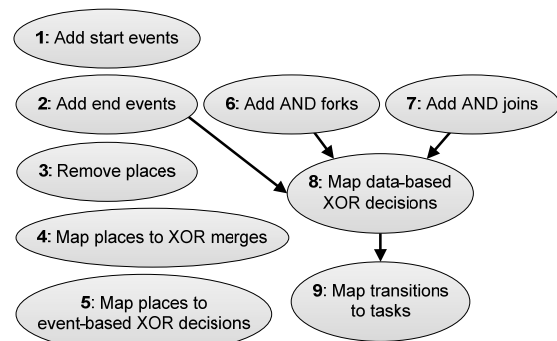 1: Add start events
2: Add end events
6: Add AND forks
7: Add AND joins
3: Remove places
8: Map data-based
XOR decisions
4: Map places to XOR merges
5: Map places to
event-based XOR decisions
9: Map transitions
to tasks